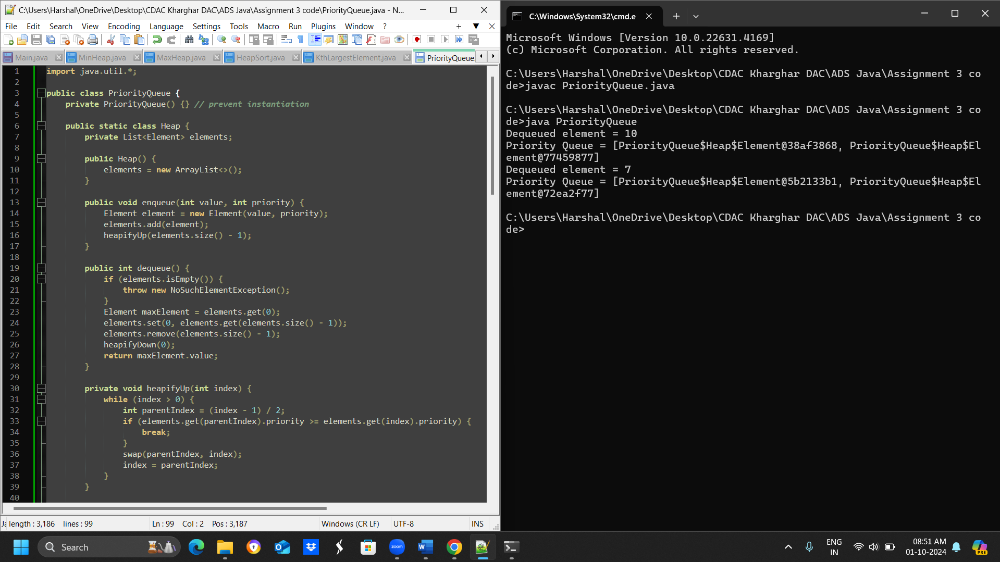 C:\Users\Harshal\OneDrive\Desktop\CDAC Kharghar DAC\ADS Java\Assignment 3 code\PriorityQueue.java - N...
File Edit Search View Encoding Language Settings Tools Macro Run Plugins Window ?
Main.java MinHeap.java MaxHeap.java HeapSort.java KthLargestElement.java PriorityQueue
1 import java.util.*;
2
3 public class PriorityQueue {
4     private PriorityQueue() {} // prevent instantiation
5
6     public static class Heap {
7         private List<Element> elements;
8
9         public Heap() {
10             elements = new ArrayList<>();
11         }
12
13         public void enqueue(int value, int priority) {
14             Element element = new Element(value, priority);
15             elements.add(element);
16             heapifyUp(elements.size() - 1);
17         }
18
19         public int dequeue() {
20             if (elements.isEmpty()) {
21                 throw new NoSuchElementException();
22             }
23             Element maxElement = elements.get(0);
24             elements.set(0, elements.get(elements.size() - 1));
25             elements.remove(elements.size() - 1);
26             heapifyDown(0);
27             return maxElement.value;
28         }
29
30         private void heapifyUp(int index) {
31             while (index > 0) {
32                 int parentIndex = (index - 1) / 2;
33                 if (elements.get(parentIndex).priority >= elements.get(index).priority) {
34                     break;
35                 }
36                 swap(parentIndex, index);
37                 index = parentIndex;
38             }
39         }
40
length : 3,186 lines : 99 Ln : 99 Col : 2 Pos : 3,187 Windows (CR LF) UTF-8 INS
C:\Windows\System32\cmd.e
Microsoft Windows [Version 10.0.22631.4169]
(c) Microsoft Corporation. All rights reserved.
C:\Users\Harshal\OneDrive\Desktop\CDAC Kharghar DAC\ADS Java\Assignment 3 co
de>javac PriorityQueue.java
C:\Users\Harshal\OneDrive\Desktop\CDAC Kharghar DAC\ADS Java\Assignment 3 co
de>java PriorityQueue
Dequeued element = 10
Priority Queue = [PriorityQueue$Heap$Element@38af3868, PriorityQueue$Heap$El
ement@77459877]
Dequeued element = 7
Priority Queue = [PriorityQueue$Heap$Element@5b2133b1, PriorityQueue$Heap$El
ement@72ea2f77]
C:\Users\Harshal\OneDrive\Desktop\CDAC Kharghar DAC\ADS Java\Assignment 3 co
de>
Search
zoom
W
ENG
IN
08:51 AM
01-10-2024
PRE